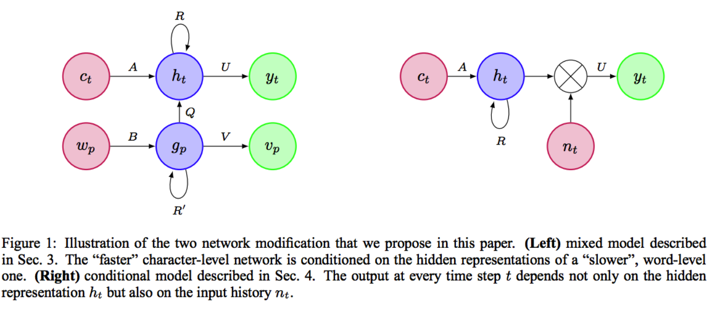 R
R
A
U
A
U
c_t
h_t
y_t
c_t
h_t
y_t
Q
B
V
w_p
g_p
v_p
n_t
R'
Figure 1: Illustration of the two network modification that we propose in this paper. (Left) mixed model described
in Sec. 3. The “faster” character-level network is conditioned on the hidden representations of a “slower”, word-level
one. (Right) conditional model described in Sec. 4. The output at every time step t depends not only on the hidden
representation h_t but also on the input history n_t.